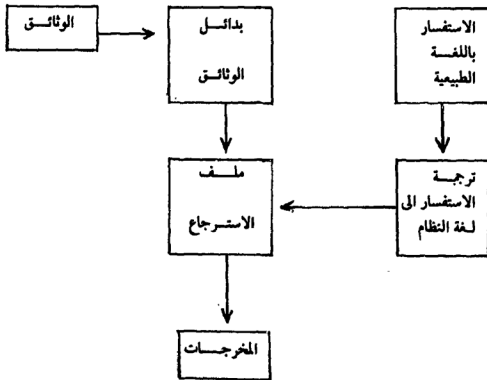 الوثائق
بدائل
الوثائق
الاستفسار
باللغة
الطبيعية
ملف
الاسترجاع
ترجمة
الاستفسار الى
لغة النظام
المخرجات